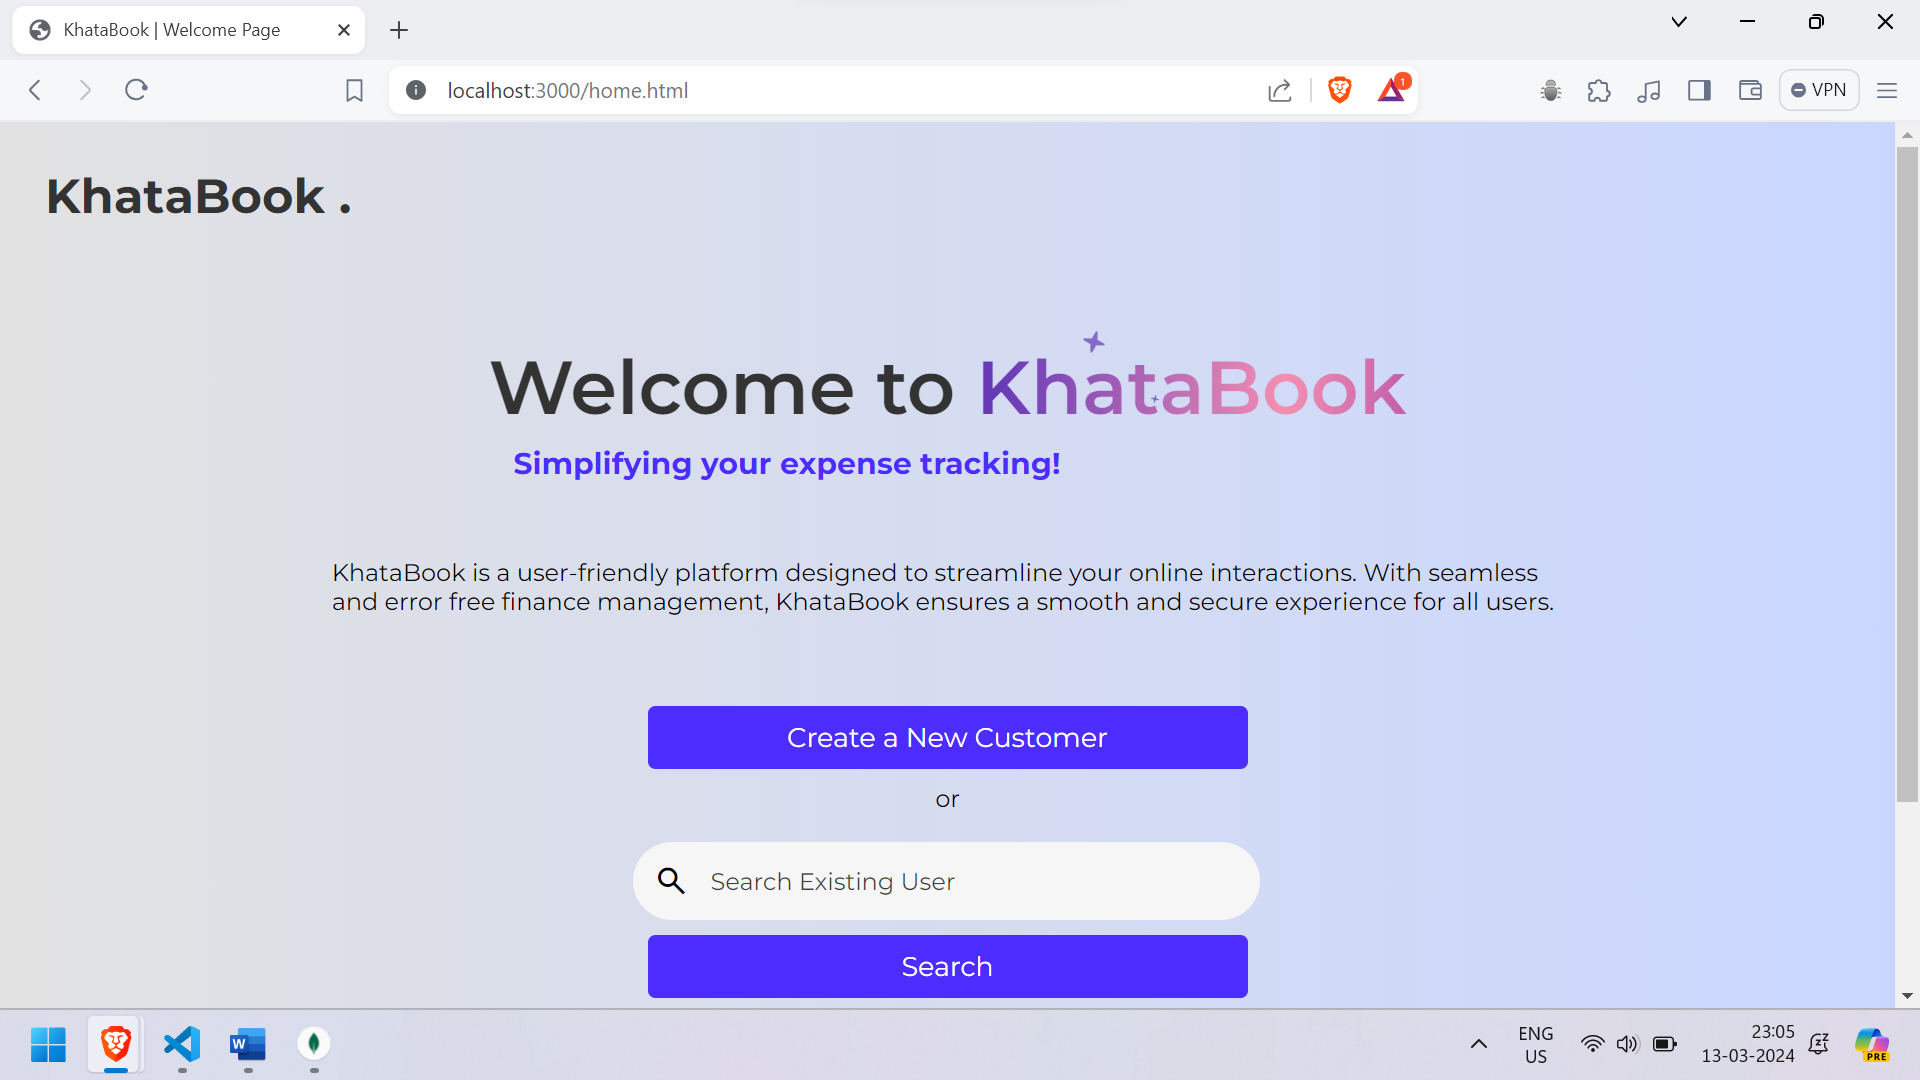 KhataBook | Welcome Page
localhost:3000/home.html
1
VPN
KhataBook .
Welcome to KhataBook
Simplifying your expense tracking!
KhataBook is a user-friendly platform designed to streamline your online interactions. With seamless
and error free finance management, KhataBook ensures a smooth and secure experience for all users.
Create a New Customer
or
Search Existing User
Search
W
ENG
US
23:05
13-03-2024
PRE